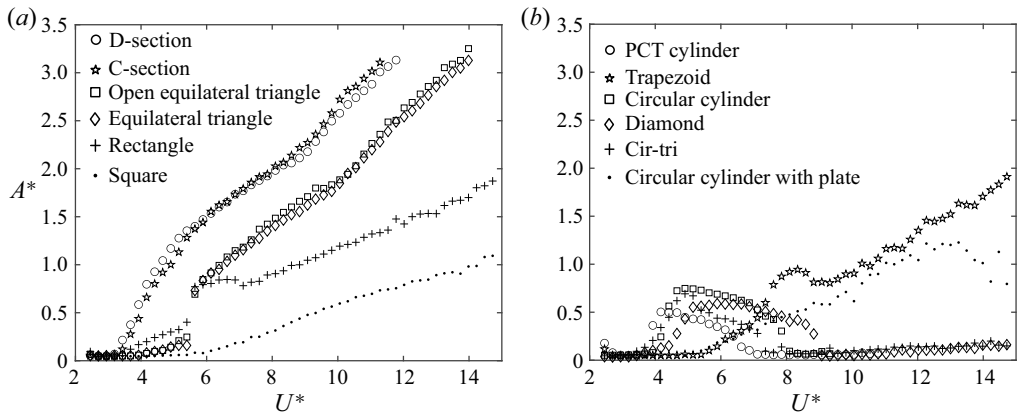 (a)
3.5
3.0
2.5
2.0
A*
1.5
1.0
0.5
0
2 4 6 8 10 12 14
U*
D-section
C-section
Open equilateral triangle
Equilateral triangle
Rectangle
Square
(b)
3.5
3.0
2.5
2.0
1.5
1.0
0.5
0
2 4 6 8 10 12 14
U*
PCT cylinder
Trapezoid
Circular cylinder
Diamond
Cir-tri
Circular cylinder with plate